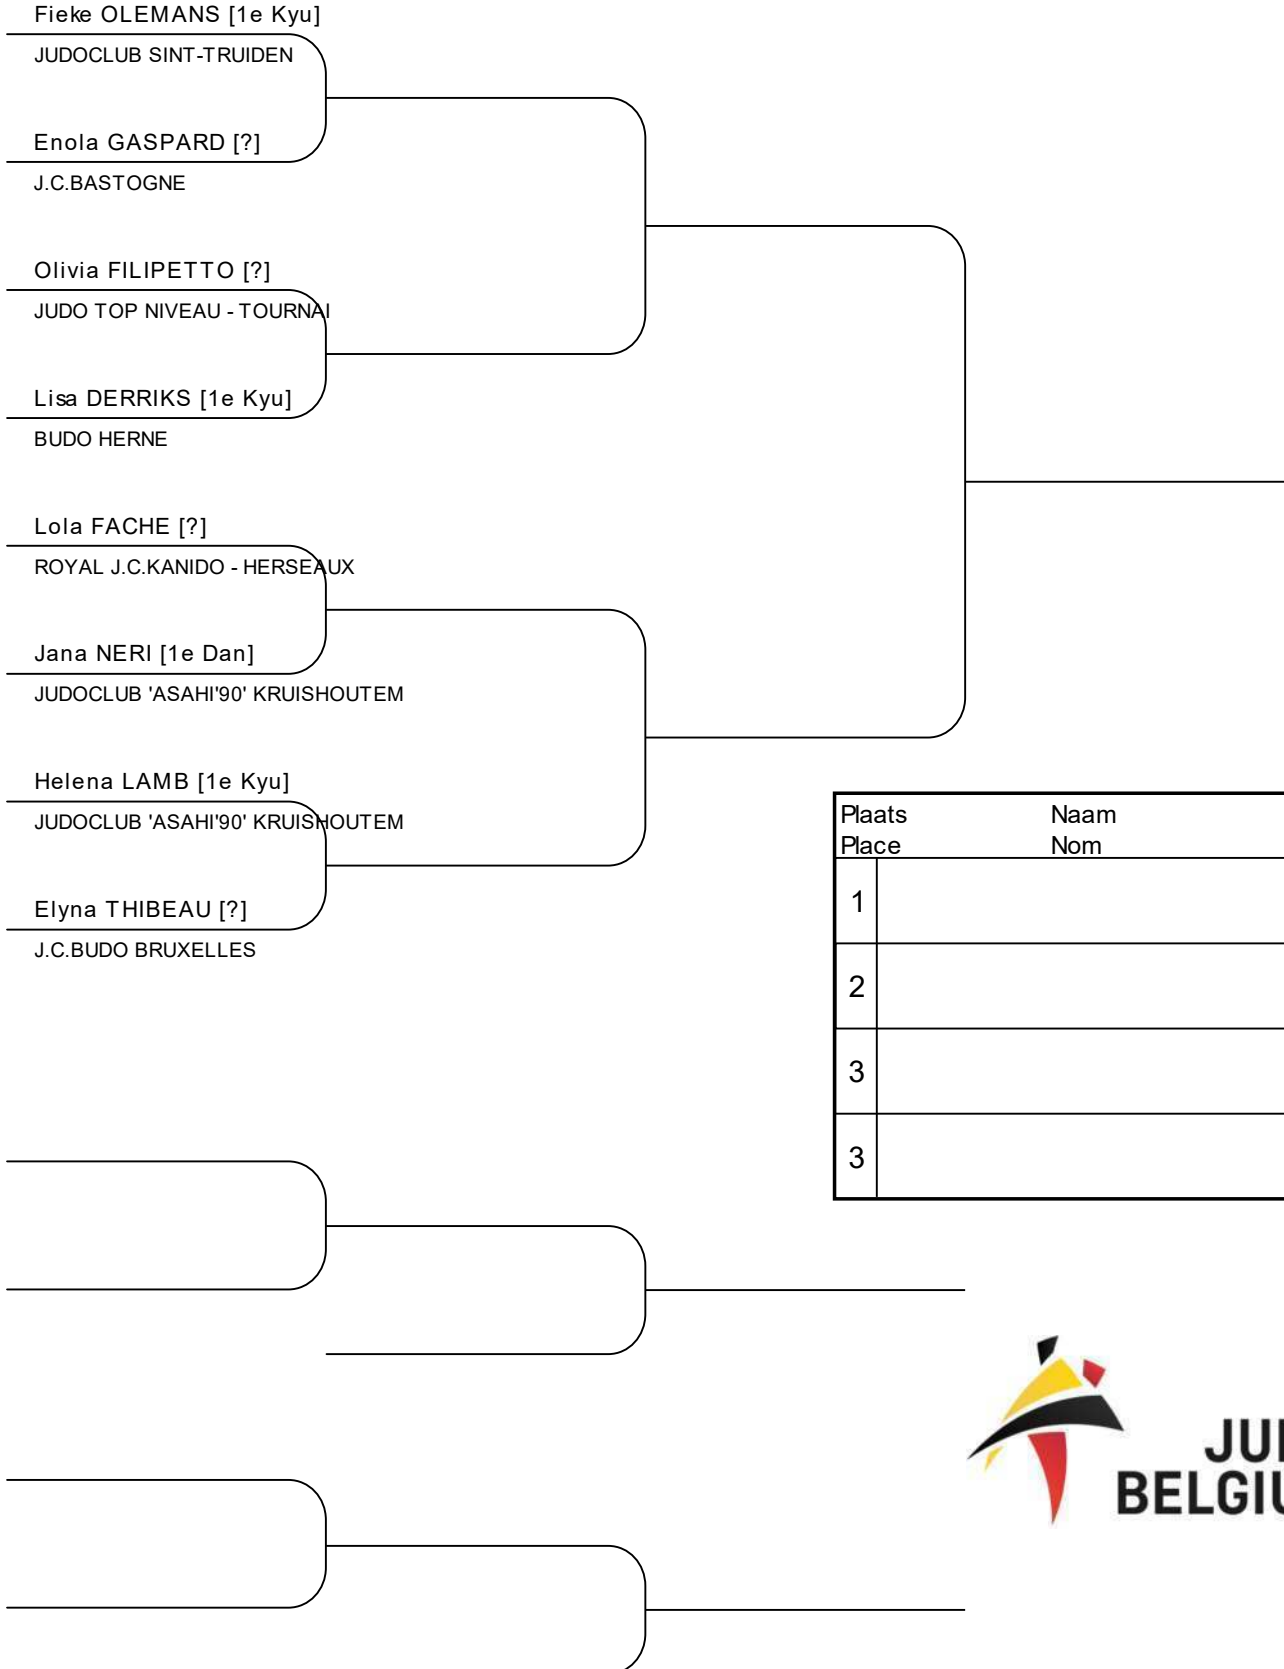 Fieke OLEMANS [1e Kyu]
JUDOCLUB SINT-TRUIDEN
Enola GASPARD [?]
J.C.BASTOGNE
Olivia FILIPETTO [?]
JUDO TOP NIVEAU - TOURNAI
Lisa DERRIKS [1e Kyu]
BUDO HERNE
Lola FACHE [?]
ROYAL J.C.KANIDO - HERSEAUX
Jana NERI [1e Dan]
JUDOCLUB 'ASAHI'90' KRUISHOUTEM
Helena LAMB [1e Kyu]
JUDOCLUB 'ASAHI'90' KRUISHOUTEM
Elyna THIBEAU [?]
J.C.BUDO BRUXELLES
Plaats Naam
Place Nom
1
2
3
3
JU
BELGIU